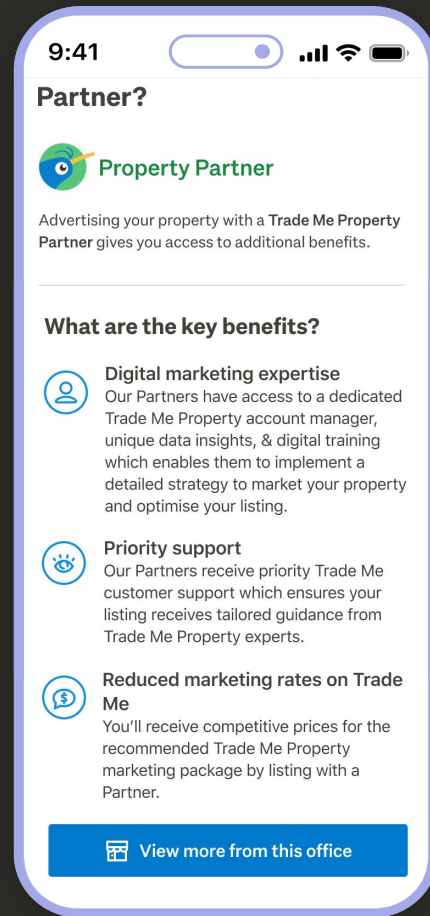 9:41
Partner?
Property Partner
Advertising your property with a Trade Me Property
Partner gives you access to additional benefits.
What are the key benefits?
Digital marketing expertise
Our Partners have access to a dedicated
Trade Me Property account manager,
unique data insights, & digital training
which enables them to implement a
detailed strategy to market your property
and optimise your listing.
Priority support
Our Partners receive priority Trade Me
customer support which ensures your
listing receives tailored guidance from
Trade Me Property experts.
Reduced marketing rates on Trade
Me
You’ll receive competitive prices for the
recommended Trade Me Property
marketing package by listing with a
Partner.
View more from this office